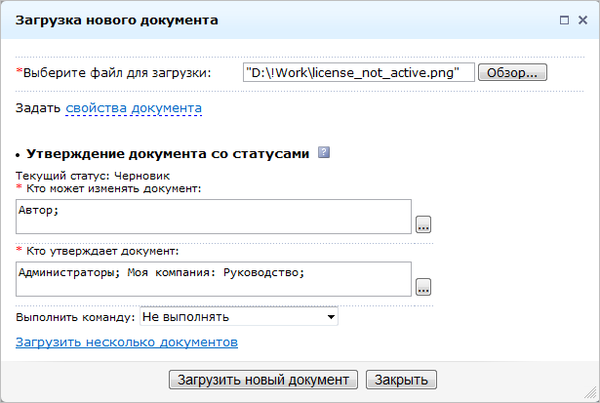 Загрузка нового документа
*Выберите файл для загрузки: "D:\!Work\license_not_active.png" Обзор...
Задать свойства документа
• Утверждение документа со статусами ?
Текущий статус: Черновик
* Кто может изменять документ:
Автор;
...
* Кто утверждает документ:
Администраторы; Моя компания: Руководство;
...
Выполнить команду: Не выполнять
Загрузить несколько документов
Загрузить новый документ Закрыть